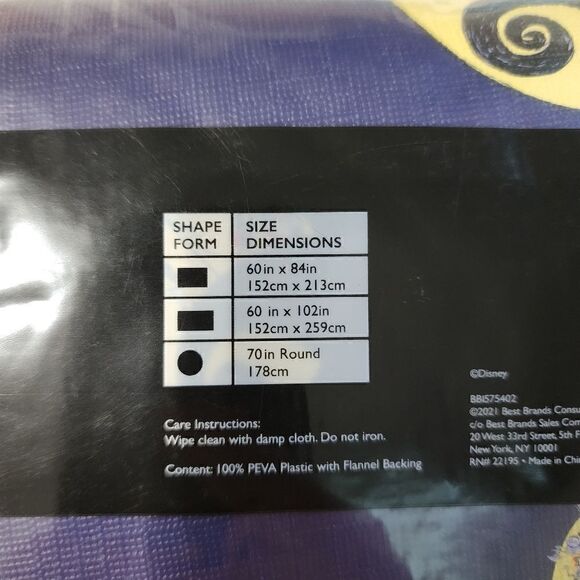 SHAPE FORM
SIZE DIMENSIONS
60in x 84in
152cm x 213cm
60 in x 102in
152cm x 259cm
70in Round
178cm
Care Instructions:
Wipe clean with damp cloth. Do not iron.
Content: 100% PEVA Plastic with Flannel Backing
©Disney
BBI575402
©2021 Best Brands
c/o Best Brands Sales
20 West 33rd Street, 5th
New York, NY 10001
RN# 22195 • Made in